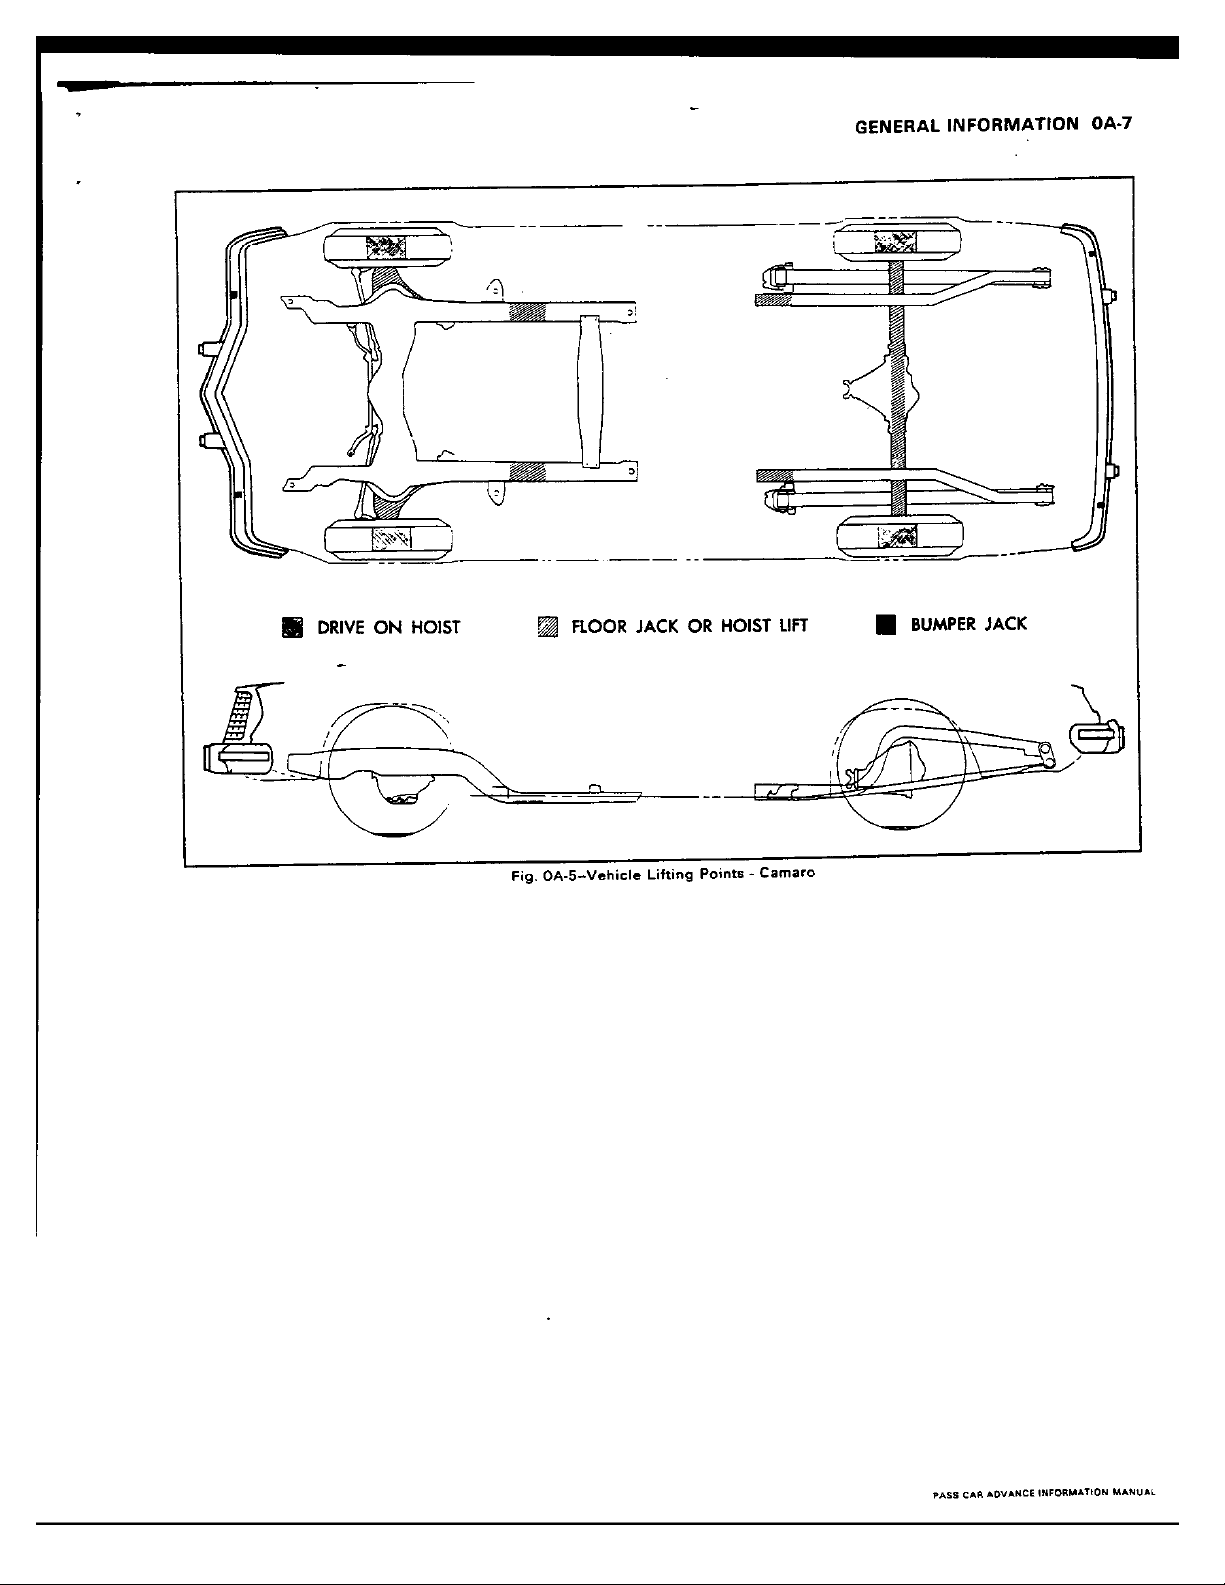 GENERAL INFORMATION 0A-7
DRIVE ON HOIST
FLOOR JACK OR HOIST LIFT
BUMPER JACK
Fig. 0A-5--Vehicle Lifting Points - Camaro
PASS CAR ADVANCE INFORMATION MANUAL